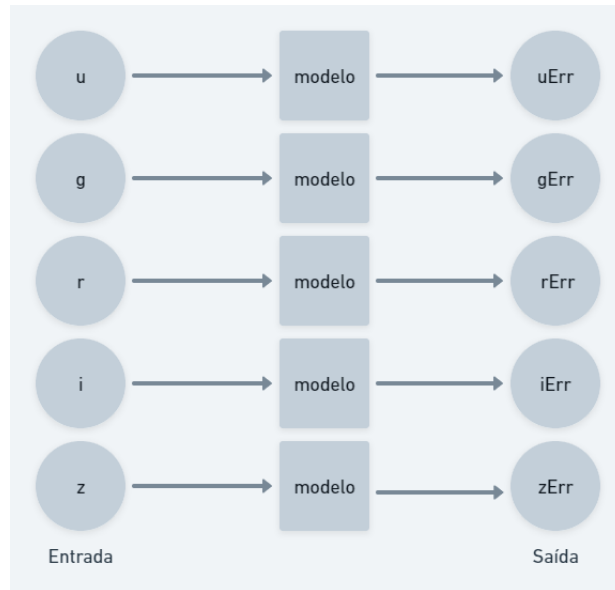 u modelo uErr
g modelo gErr
r modelo rErr
i modelo iErr
z modelo zErr
Entrada Saída